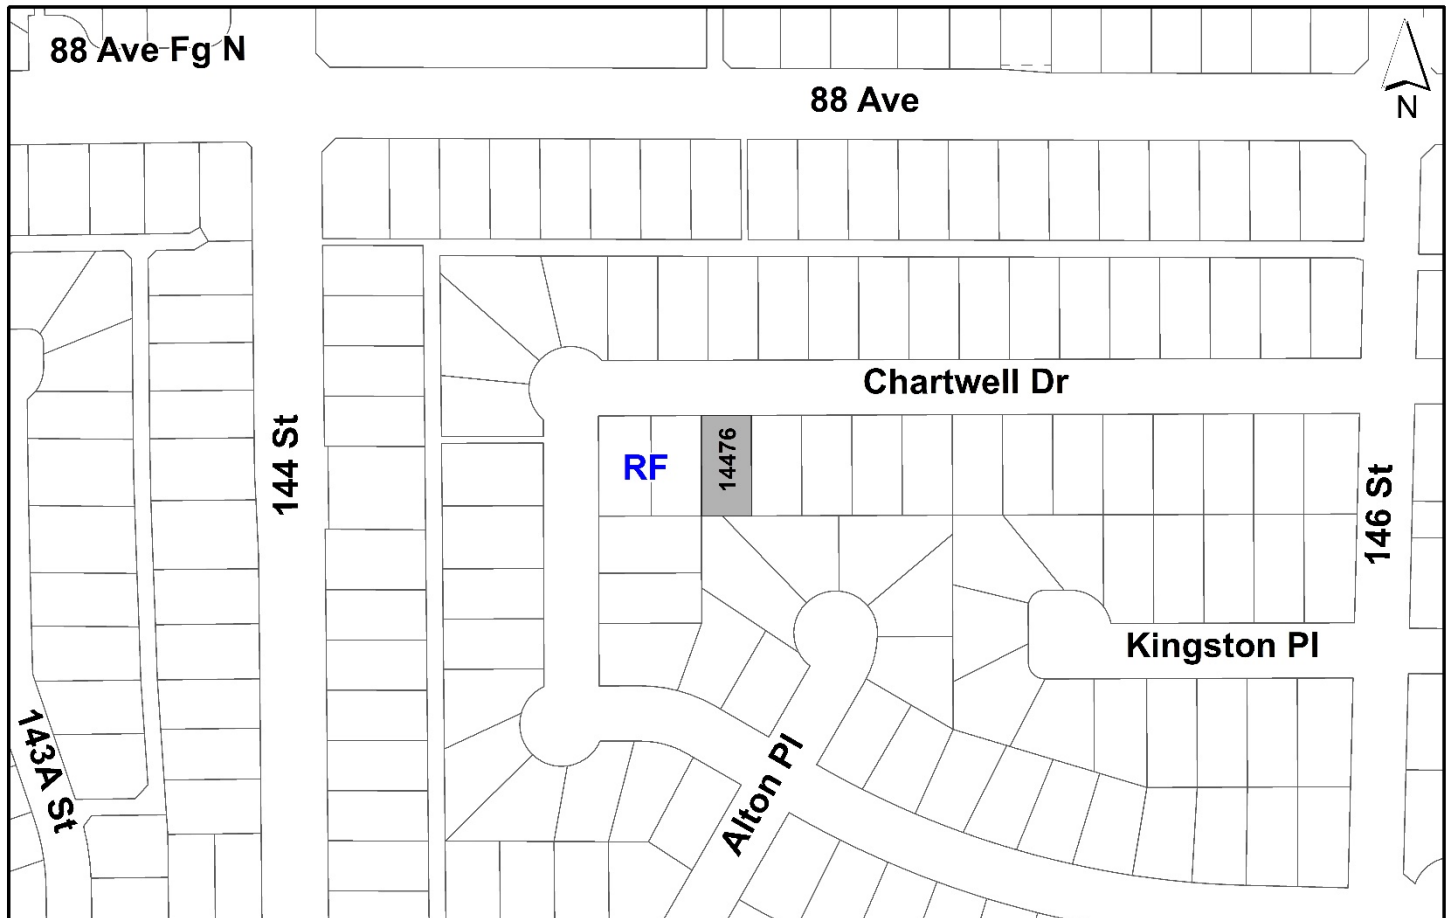 88 Ave Fg N
88 Ave
N
Chartwell Dr
144 St
RF
14476
146 St
Kingston Pl
143A St
Alton Pl